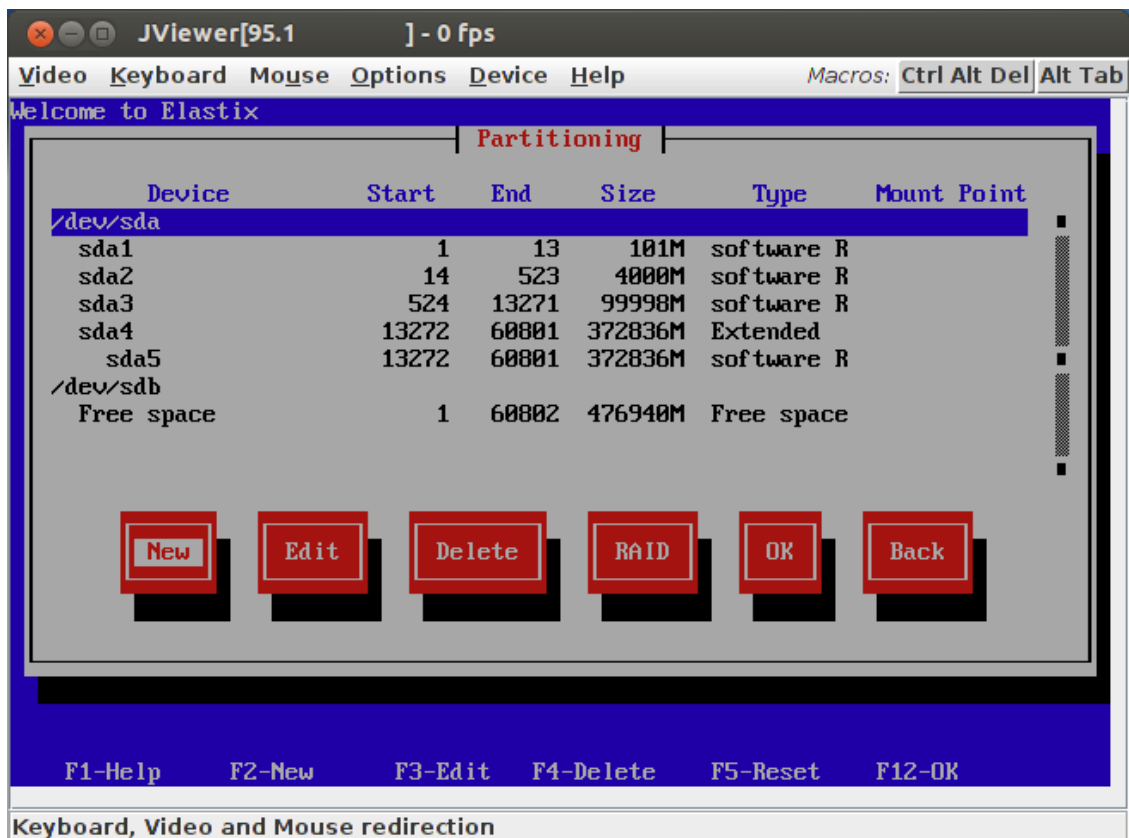 JViewer[95.1 ] - 0 fps
Video Keyboard Mouse Options Device Help Macros: Ctrl Alt Del Alt Tab
Welcome to Elastix
Partitioning
Device Start End Size Type Mount Point
/dev/sda
sda1 1 13 101M software R
sda2 14 523 4000M software R
sda3 524 13271 99998M software R
sda4 13272 60801 372836M Extended
sda5 13272 60801 372836M software R
/dev/sdb
Free space 1 60802 476940M Free space
New Edit Delete RAID OK Back
F1-Help F2-New F3-Edit F4-Delete F5-Reset F12-OK
Keyboard, Video and Mouse redirection